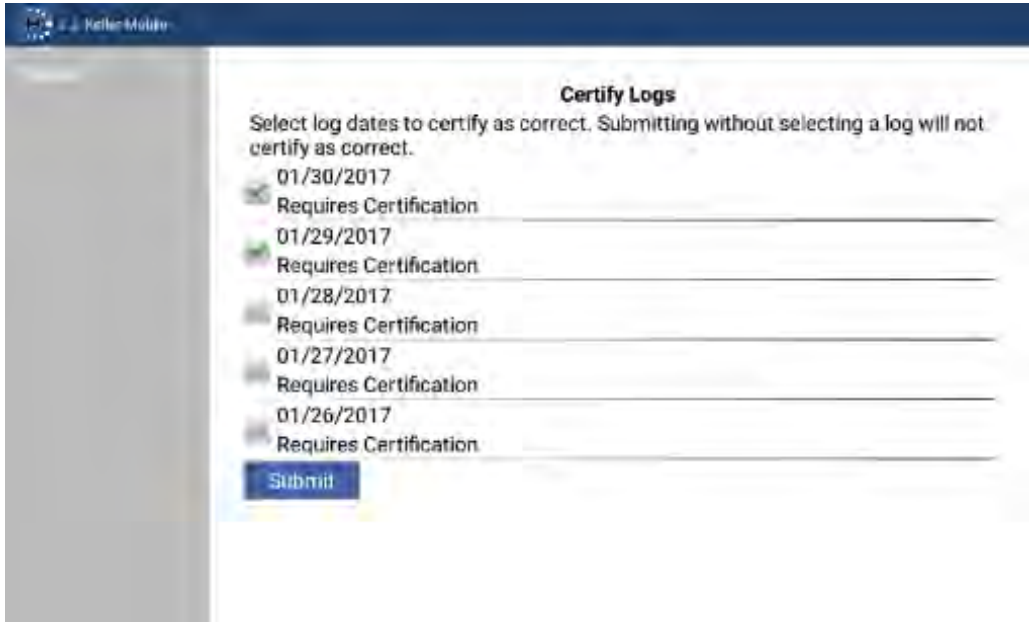 J. J. Keller Mobile
Certify Logs
Select log dates to certify as correct. Submitting without selecting a log will not
certify as correct.
01/30/2017
Requires Certification
01/29/2017
Requires Certification
01/28/2017
Requires Certification
01/27/2017
Requires Certification
01/26/2017
Requires Certification
Submit